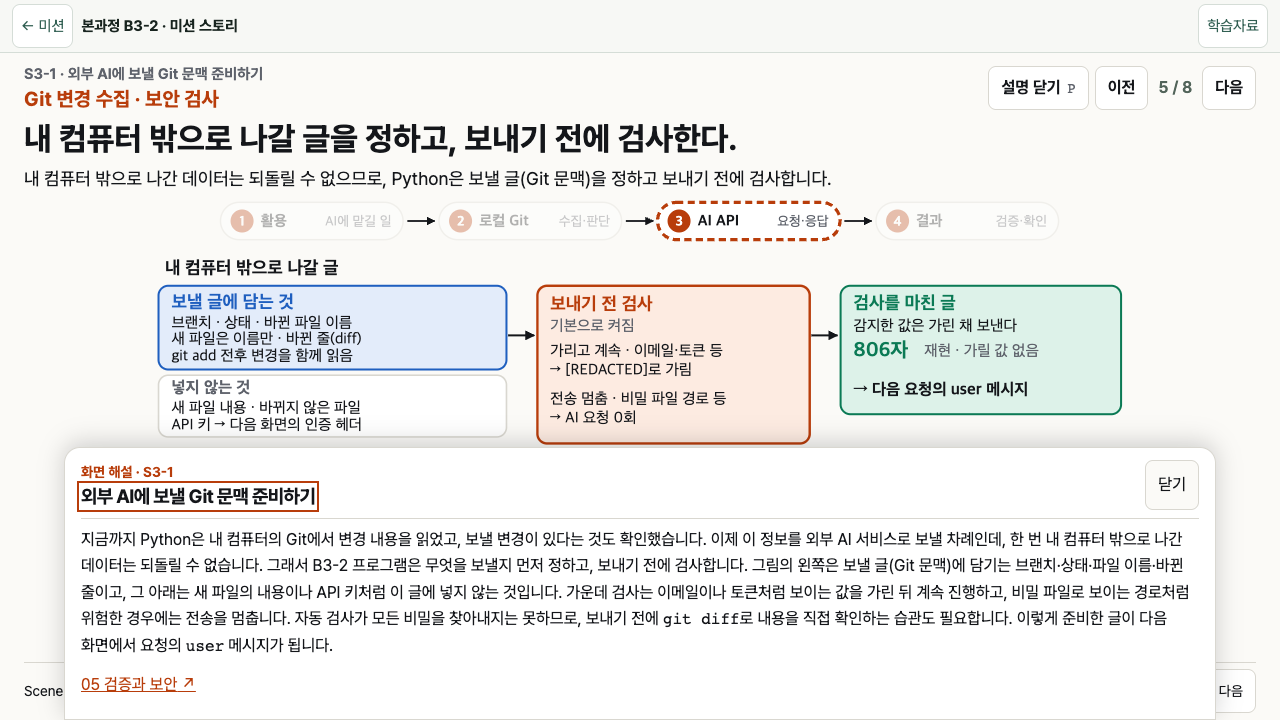 ← 미션
본과정 B3-2 · 미션 스토리
학습자료
S3-1 · 외부 AI에 보낼 Git 문맥 준비하기
Git 변경 수집 · 보안 검사
설명 닫기 P
이전
5 / 8
다음
내 컴퓨터 밖으로 나갈 글을 정하고, 보내기 전에 검사한다.
내 컴퓨터 밖으로 나간 데이터는 되돌릴 수 없으므로, Python은 보낼 글(Git 문맥)을 정하고 보내기 전에 검사합니다.
1 활용 AI에 맡길 일
2 로컬 Git 수집·판단
3 AI API 요청·응답
4 결과 검증·확인
내 컴퓨터 밖으로 나갈 글
보낼 글에 담는 것
브랜치 · 상태 · 바뀐 파일 이름
새 파일은 이름만 · 바뀐 줄(diff)
git add 전후 변경을 함께 읽음
넣지 않는 것
새 파일 내용 · 바뀌지 않은 파일
API 키 → 다음 화면의 인증 헤더
보내기 전 검사
기본으로 켜짐
가리고 계속 · 이메일·토큰 등
→ [REDACTED]로 가림
전송 멈춤 · 비밀 파일 경로 등
→ AI 요청 0회
검사를 마친 글
감지한 값은 가린 채 보낸다
806자 재현 · 가릴 값 없음
→ 다음 요청의 user 메시지
화면 해설 · S3-1
외부 AI에 보낼 Git 문맥 준비하기
닫기
지금까지 Python은 내 컴퓨터의 Git에서 변경 내용을 읽었고, 보낼 변경이 있다는 것도 확인했습니다. 이제 이 정보를 외부 AI 서비스로 보낼 차례인데, 한 번 내 컴퓨터 밖으로 나간
데이터는 되돌릴 수 없습니다. 그래서 B3-2 프로그램은 무엇을 보낼지 먼저 정하고, 보내기 전에 검사합니다. 그림의 왼쪽은 보낼 글(Git 문맥)에 담기는 브랜치·상태·파일 이름·바뀐
줄이고, 그 아래는 새 파일의 내용이나 API 키처럼 이 글에 넣지 않는 것입니다. 가운데 검사는 이메일이나 토큰처럼 보이는 값을 가린 뒤 계속 진행하고, 비밀 파일로 보이는 경로처럼
위험한 경우에는 전송을 멈춥니다. 자동 검사가 모든 비밀을 찾아내지는 못하므로, 보내기 전에 git diff로 내용을 직접 확인하는 습관도 필요합니다. 이렇게 준비한 글이 다음
화면에서 요청의 user 메시지가 됩니다.
05 검증과 보안 ↗
Scene
다음